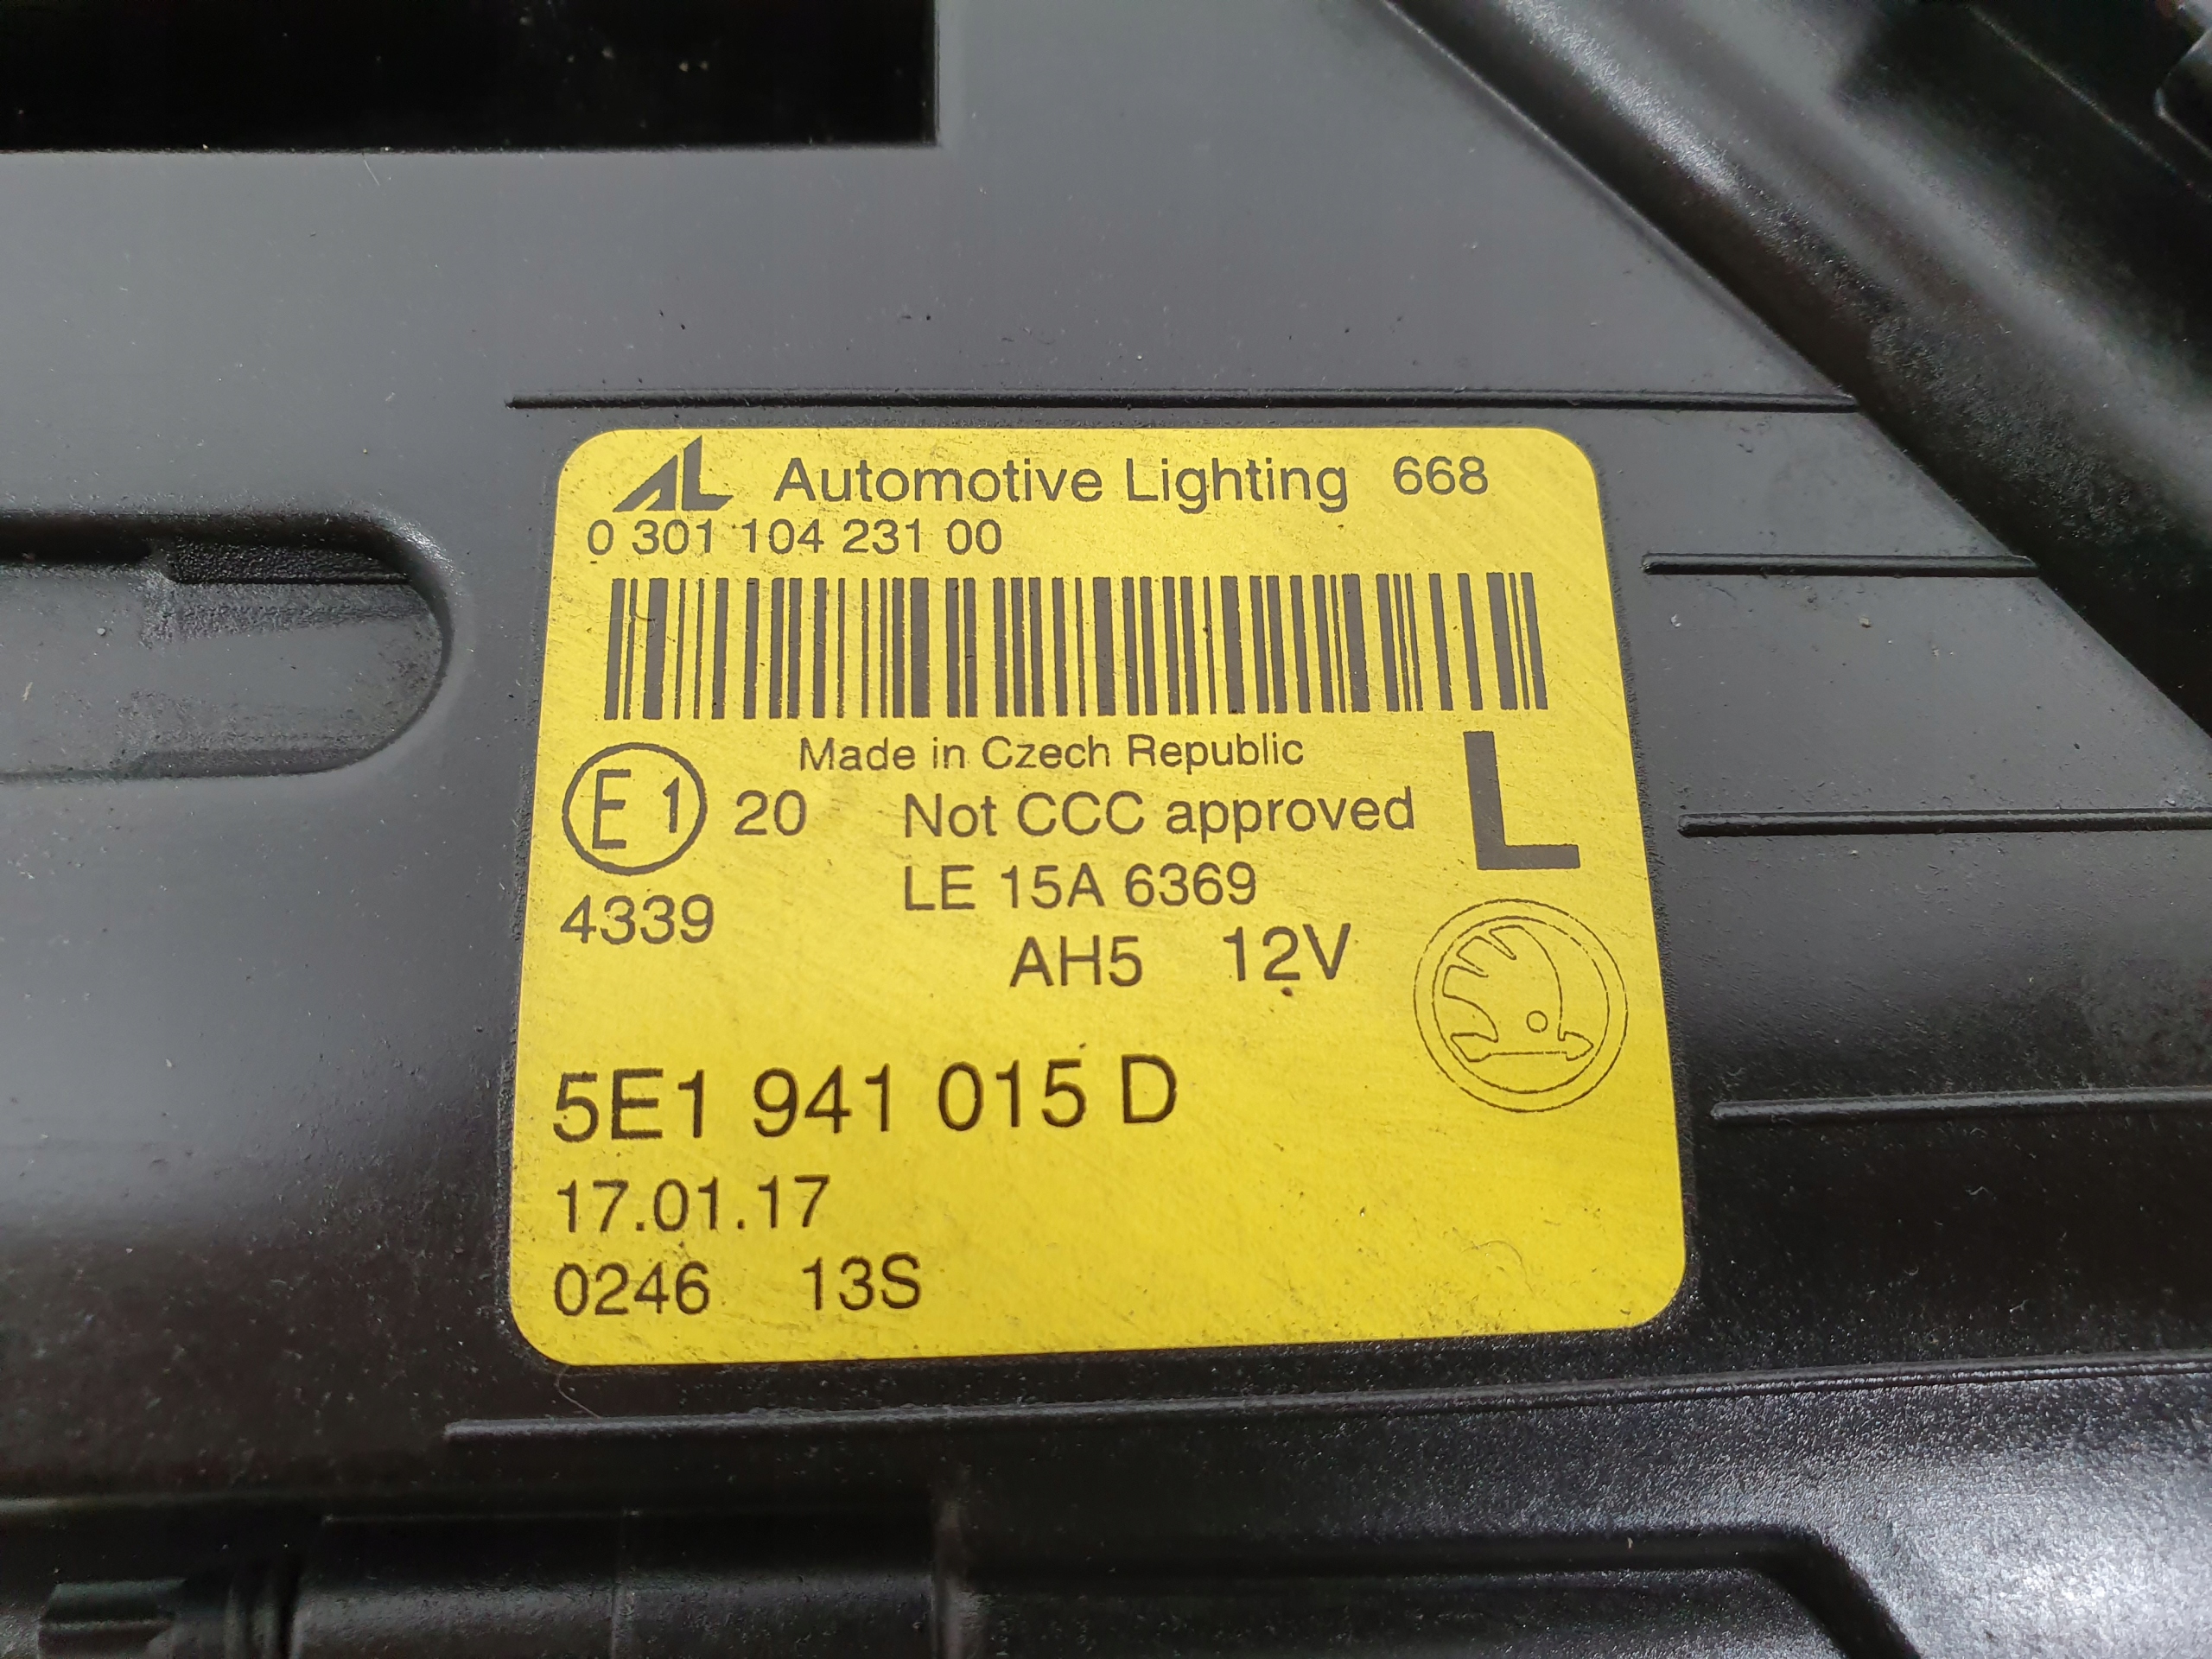 AL Automotive Lighting 668
0 301 104 231 00
Made in Czech Republic
E1 20 Not CCC approved L
4339 LE 15A 6369
AH5 12V
5E1 941 015 D
17.01.17
0246 13S